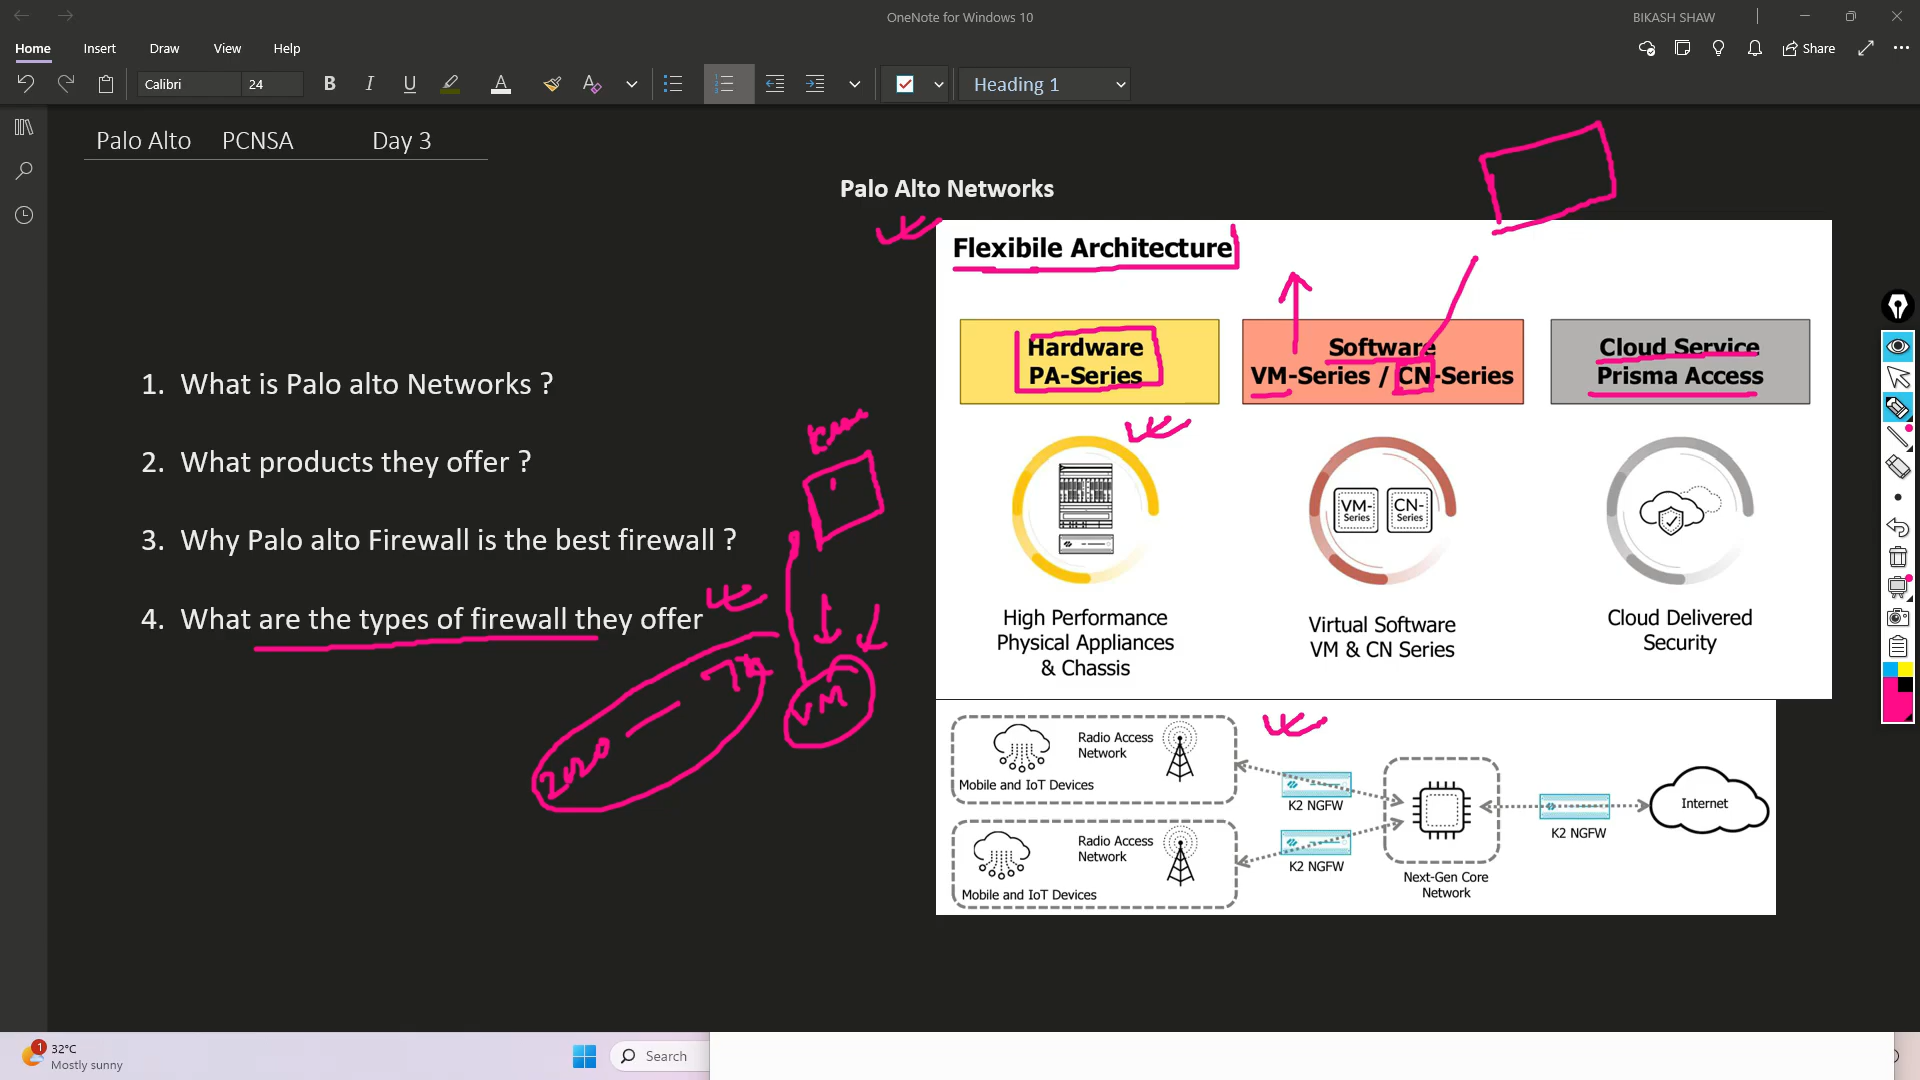 OneNote for Windows 10
BIKASH SHAW
Home Insert Draw View Help
Share
Calibri 24 B I U A A Heading 1
Palo Alto PCNSA Day 3
Palo Alto Networks
Flexibile Architecture
Hardware
PA-Series
Software
VM-Series / CN-Series
Cloud Service
Prisma Access
1. What is Palo alto Networks ?
2. What products they offer ?
3. Why Palo alto Firewall is the best firewall ?
4. What are the types of firewall they offer
VM
2020
VM-
Series
CN-
Series
High Performance
Physical Appliances
& Chassis
Virtual Software
VM & CN Series
Cloud Delivered
Security
Radio Access
Network
Mobile and IoT Devices
K2 NGFW
Radio Access
Network
Mobile and IoT Devices
K2 NGFW
Next-Gen Core
Network
K2 NGFW
Internet
1
32°C
Mostly sunny
Search